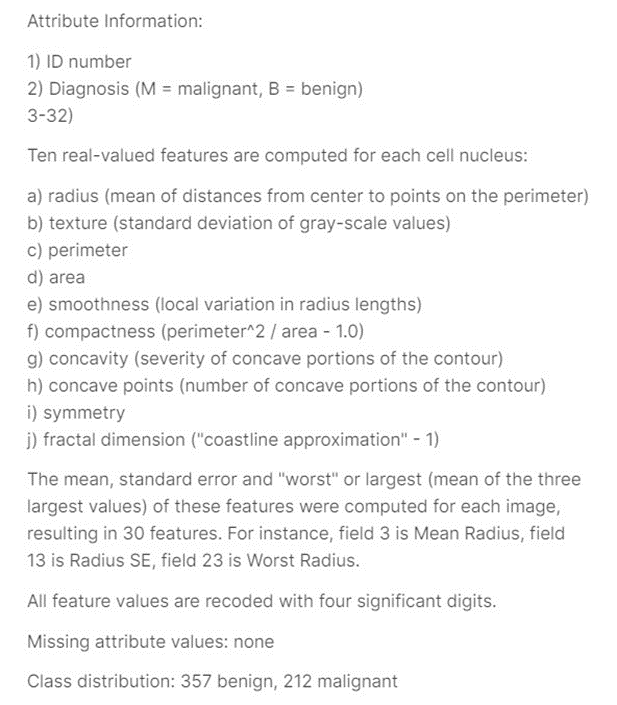 Attribute Information:
1) ID number
2) Diagnosis (M = malignant, B = benign)
3-32)
Ten real-valued features are computed for each cell nucleus:
a) radius (mean of distances from center to points on the perimeter)
b) texture (standard deviation of gray-scale values)
c) perimeter
d) area
e) smoothness (local variation in radius lengths)
f) compactness (perimeter^2 / area - 1.0)
g) concavity (severity of concave portions of the contour)
h) concave points (number of concave portions of the contour)
i) symmetry
j) fractal dimension ("coastline approximation" - 1)
The mean, standard error and "worst" or largest (mean of the three
largest values) of these features were computed for each image,
resulting in 30 features. For instance, field 3 is Mean Radius, field
13 is Radius SE, field 23 is Worst Radius.
All feature values are recoded with four significant digits.
Missing attribute values: none
Class distribution: 357 benign, 212 malignant